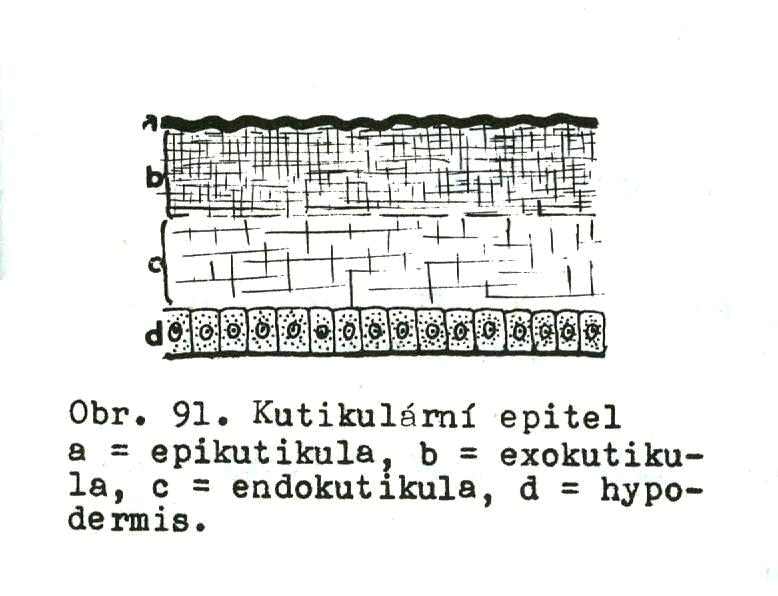 a
b
c
d
Obr. 91. Kutikulární epitel
a = epikutikula, b = exokutiku-
la, c = endokutikula, d = hypo-
dermis.